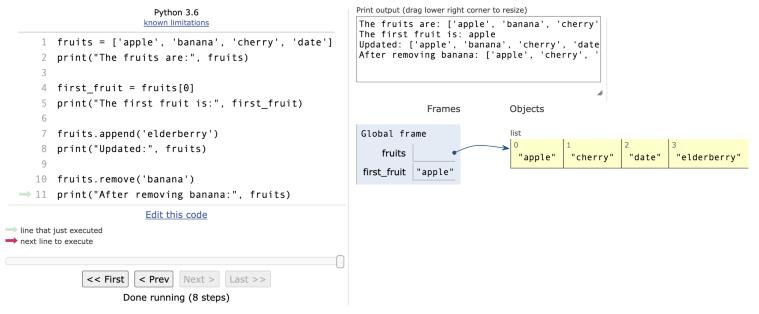 Python 3.6
known limitations
1 fruits = ['apple', 'banana', 'cherry', 'date']
2 print("The fruits are:", fruits)
3
4 first_fruit = fruits[0]
5 print("The first fruit is:", first_fruit)
6
7 fruits.append('elderberry')
8 print("Updated:", fruits)
9
10 fruits.remove('banana')
11 print("After removing banana:", fruits)
Edit this code
line that just executed
next line to execute
<< First < Prev Next > Last >>
Done running (8 steps)
Print output (drag lower right corner to resize)
The fruits are: ['apple', 'banana', 'cherry'
The first fruit is: apple
Updated: ['apple', 'banana', 'cherry', 'date
After removing banana: ['apple', 'cherry', '
Frames Objects
Global frame
fruits
first_fruit "apple"
list
0 1 2 3
"apple" "cherry" "date" "elderberry"